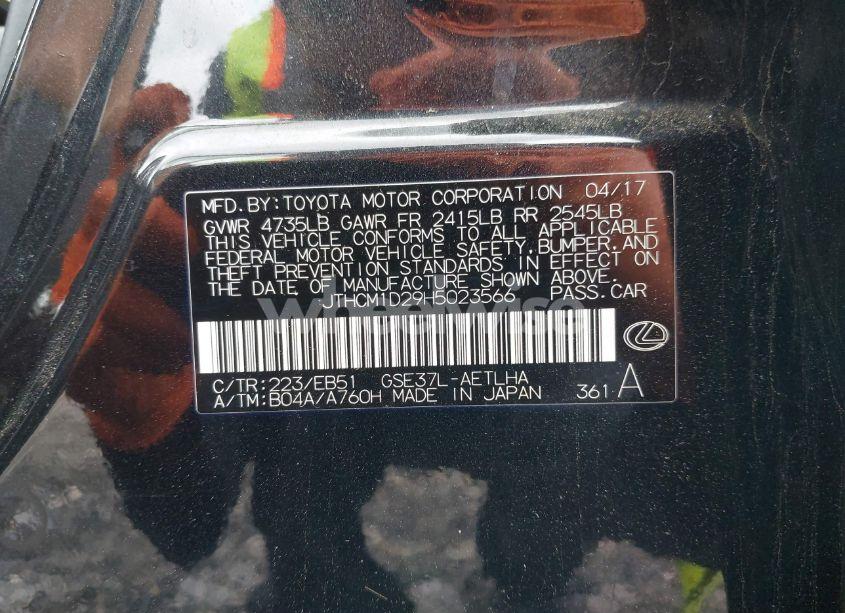 MFD.BY:TOYOTA MOTOR CORPORATION 04/17
GVWR 4735LB GAWR FR 2415LB RR 2545LB
THIS VEHICLE CONFORMS TO ALL APPLICABLE
FEDERAL MOTOR VEHICLE SAFETY,BUMPER,AND
THEFT PREVENTION STANDARDS IN EFFECT ON
THE DATE OF MANUFACTURE SHOWN ABOVE.
JTHCM1D29H5023566 PASS.CAR
wheelwise
C/TR:223/EB51 GSE37L-AETLHA
A/TM:B04A/A760H MADE IN JAPAN 361 A